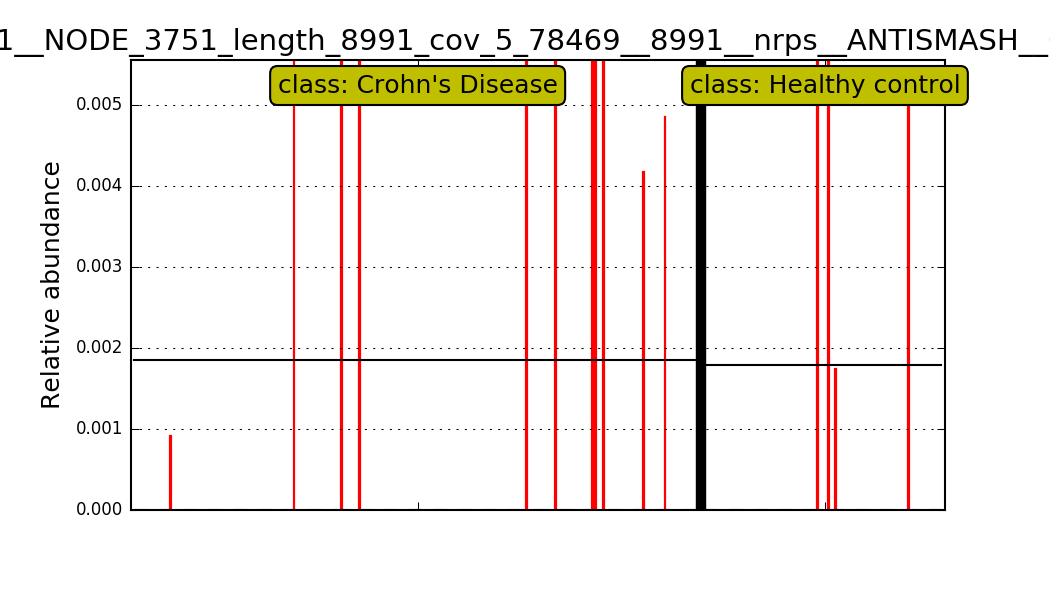 1__NODE_3751_length_8991_cov_5_78469__8991__nrps__ANTISMASH__
class: Crohn's Disease
class: Healthy control
Relative abundance
0.005
0.004
0.003
0.002
0.001
0.000